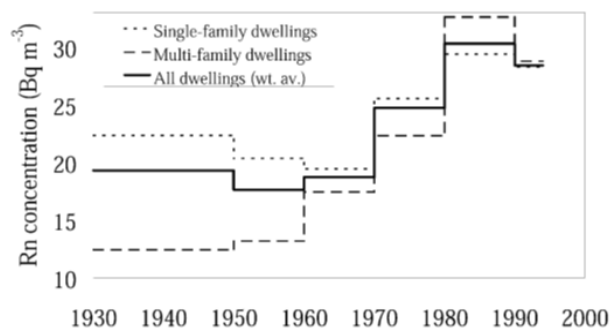 Rn concentration (Bq m-3)
30
25
20
15
10
Single-family dwellings
Multi-family dwellings
All dwellings (wt. av.)
1930 1940 1950 1960 1970 1980 1990 2000